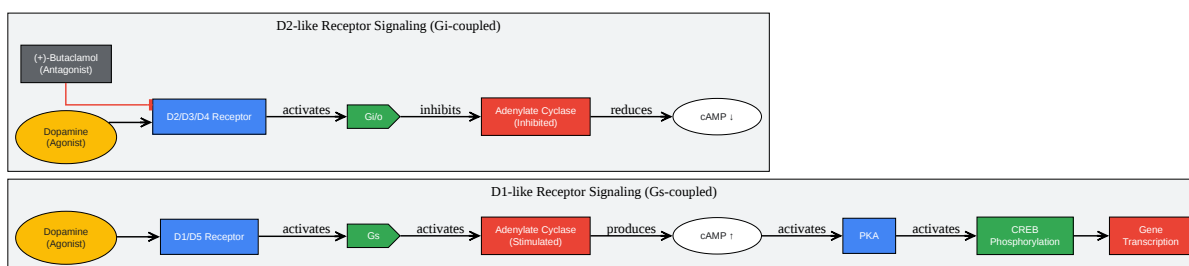 D2-like Receptor Signaling (Gi-coupled)
(+)-Butaclamol
(Antagonist)
Dopamine
(Agonist)
D2/D3/D4 Receptor
activates
Gi/o
inhibits
Adenylate Cyclase
(Inhibited)
reduces
cAMP ↓
D1-like Receptor Signaling (Gs-coupled)
Dopamine
(Agonist)
D1/D5 Receptor
activates
Gs
activates
Adenylate Cyclase
(Stimulated)
produces
cAMP ↑
activates
PKA
activates
CREB
Phosphorylation
Gene
Transcription